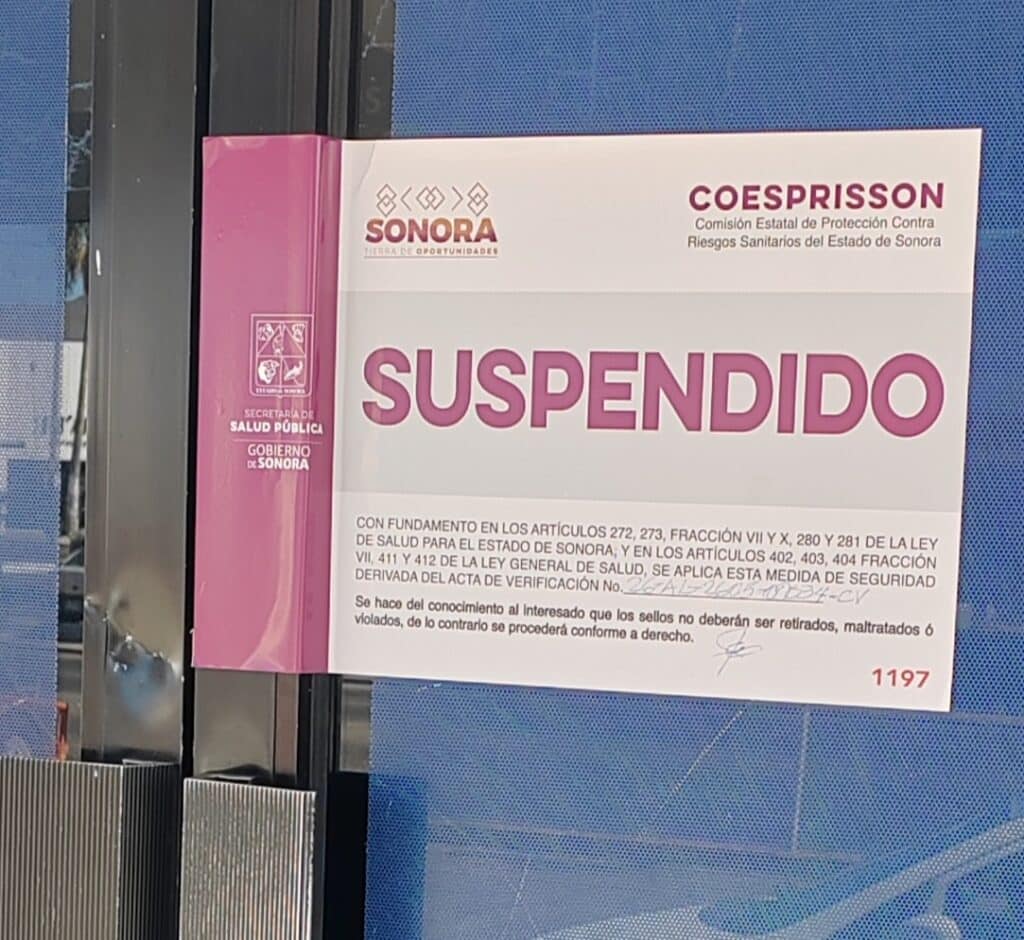 SONORA
TIERRA DE OPORTUNIDADES
COESPRISSON
Comisión Estatal de Protección Contra
Riesgos Sanitarios del Estado de Sonora
SECRETARÍA DE
SALUD PÚBLICA
GOBIERNO
DE SONORA
SUSPENDIDO
CON FUNDAMENTO EN LOS ARTÍCULOS 272, 273, FRACCIÓN VII Y X, 280 Y 281 DE LA LEY
DE SALUD PARA EL ESTADO DE SONORA, Y EN LOS ARTÍCULOS 402, 403, 404 FRACCIÓN
VII, 411 Y 412 DE LA LEY GENERAL DE SALUD, SE APLICA ESTA MEDIDA DE SEGURIDAD
DERIVADA DEL ACTA DE VERIFICACIÓN No.
Se hace del conocimiento al interesado que los sellos no deberán ser retirados, maltratados ó
violados, de lo contrario se procederá conforme a derecho.
1197